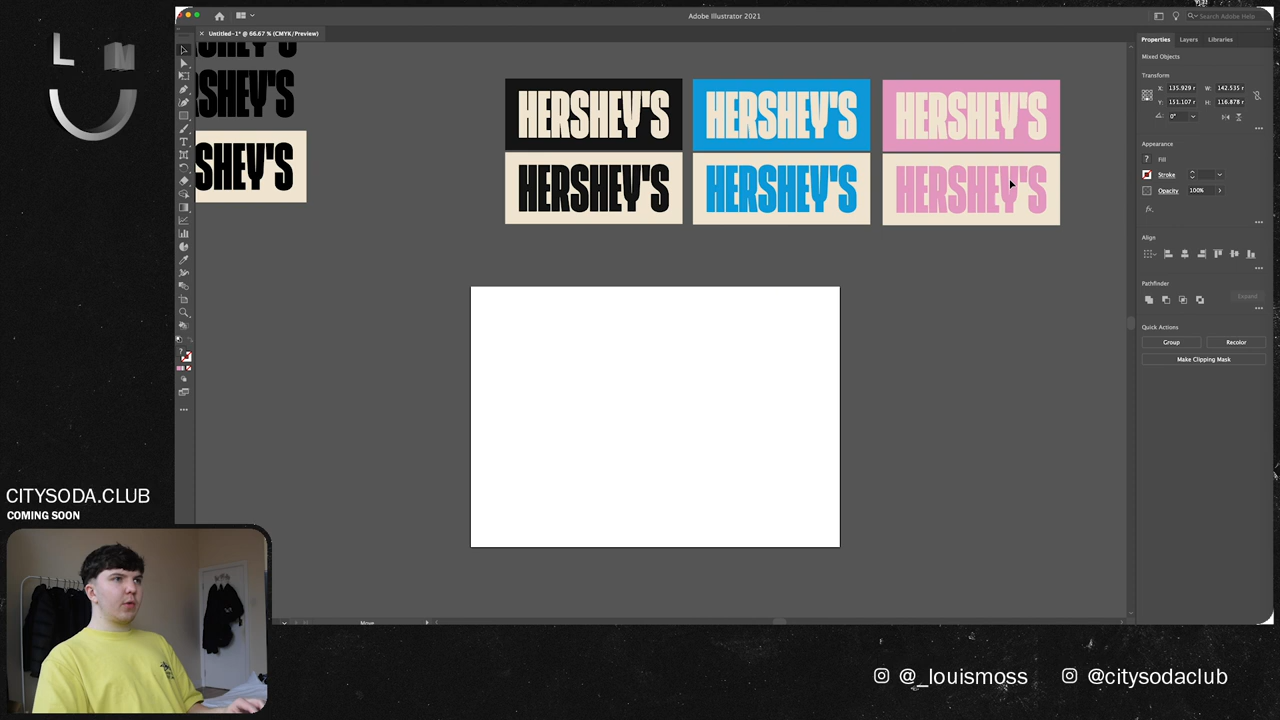 Adobe Illustrator 2021
Search Adobe Help
Untitled-1* @ 66.67 % (CMYK/Preview)
Properties
Layers
Libraries
Mixed Objects
Transform
X: 135.929 r
W: 142.535 r
Y: 151.107 r
H: 116.878 r
0°
Appearance
? Fill
Stroke
Opacity
100%
fx.
Align
Pathfinder
Expand
Quick Actions
Group
Recolor
Make Clipping Mask
L M
SHEY'S
SHEY'S
HERSHEY'S
HERSHEY'S
HERSHEY'S
HERSHEY'S
HERSHEY'S
HERSHEY'S
Move
CITYSODA.CLUB
COMING SOON
@_louismoss
@citysodaclub